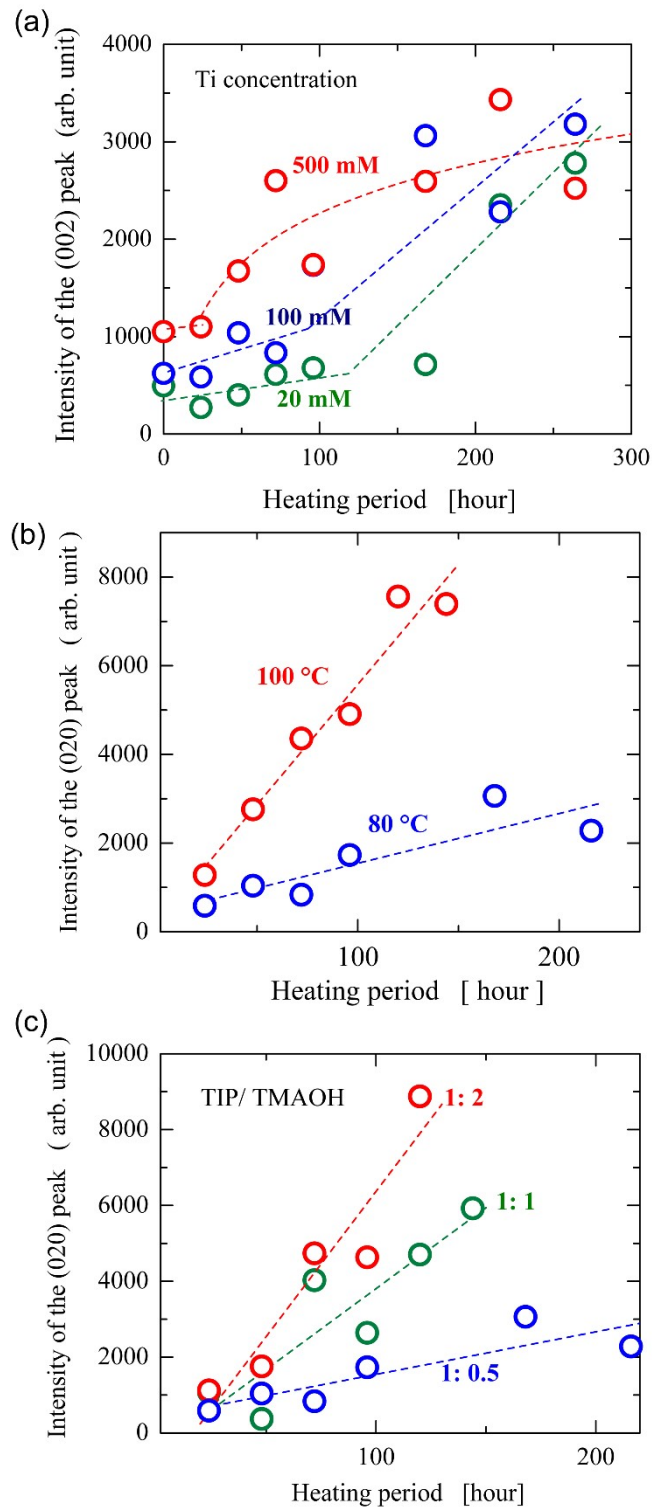 (a)
4000
3000
2000
1000
0
Intensity of the (002) peak (arb. unit)
Ti concentration
500 mM
100 mM
20 mM
0 100 200 300
Heating period [hour]
(b)
8000
6000
4000
2000
0
Intensity of the (020) peak ( arb. unit )
100 °C
80 °C
100 200
Heating period [ hour ]
(c)
10000
8000
6000
4000
2000
0
Intensity of the (020) peak ( arb. unit )
TIP/ TMAOH
1: 2
1: 1
1: 0.5
100 200
Heating period [hour]